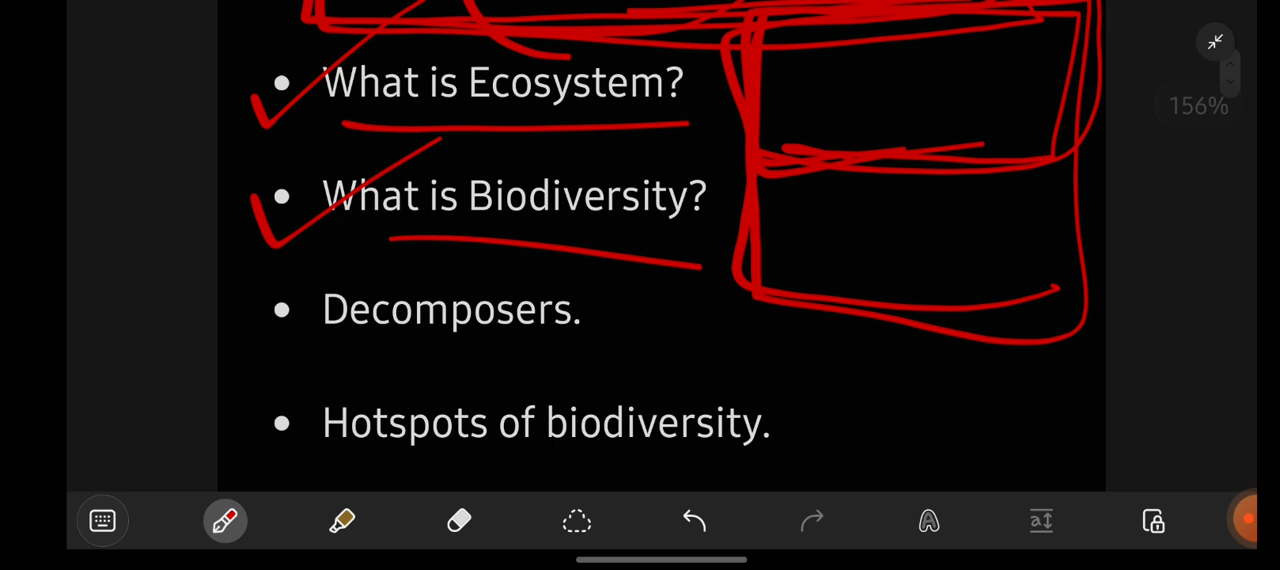 What is Ecosystem?
156%
What is Biodiversity?
Decomposers.
Hotspots of biodiversity.